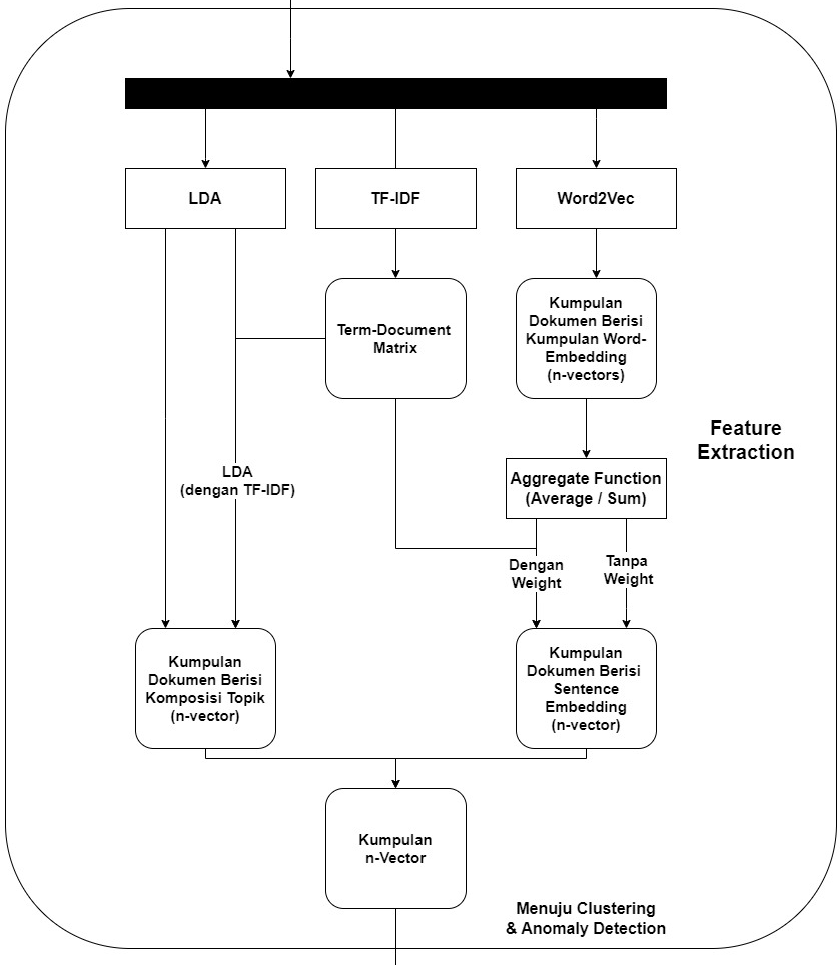 LDA
TF-IDF
Word2Vec
Term-Document
Matrix
Kumpulan
Dokumen Berisi
Kumpulan Word-
Embedding
(n-vectors)
Feature
Extraction
LDA
(dengan TF-IDF)
Aggregate Function
(Average / Sum)
Dengan
Weight
Tanpa
Weight
Kumpulan
Dokumen Berisi
Komposisi Topik
(n-vector)
Kumpulan
Dokumen Berisi
Sentence
Embedding
(n-vector)
Kumpulan
n-Vector
Menuju Clustering
& Anomaly Detection